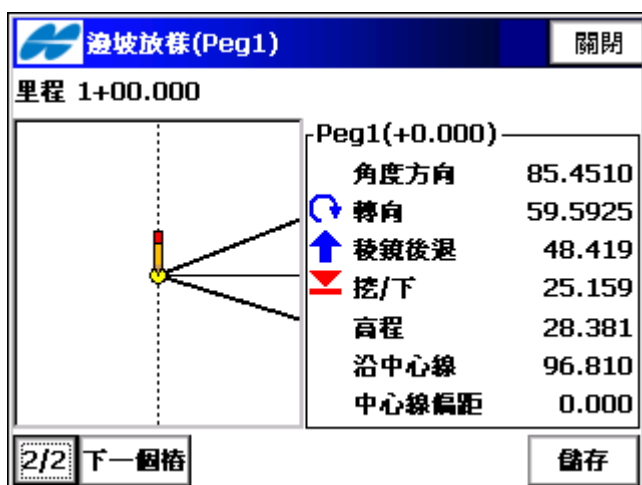 邊坡放樣(Peg1)
關閉
里程 1+00.000
Peg1(+0.000)
角度方向 85.4510
轉向 59.5925
稜鏡後退 48.419
挖/下 25.159
高程 28.381
沿中心線 96.810
中心線偏距 0.000
2/2 下一個樁 儲存